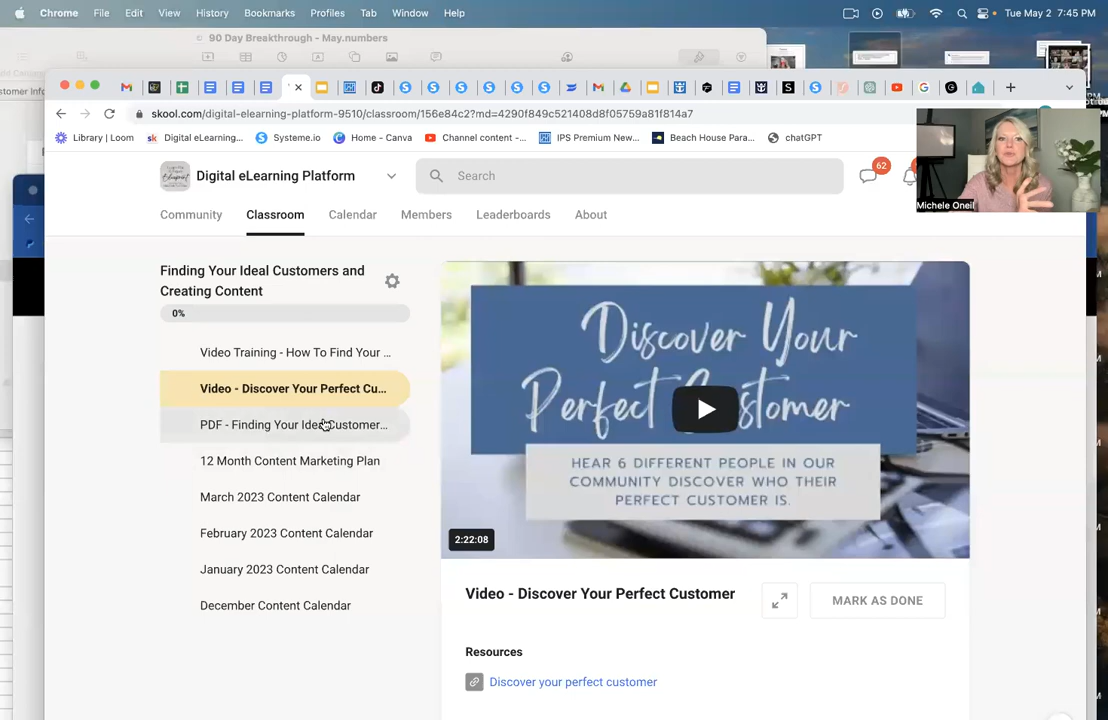 Chrome File Edit View History Bookmarks Profiles Tab Window Help Tue May 2 7:45 PM
90 Day Breakthrough - May.numbers
skool.com/digital-elearning-platform-9510/classroom/156e84c2?md=4290f849c521408d8f05759a81f814a7
Library | Loom Digital eLearning... Systeme.io Home - Canva Channel content -... IPS Premium New... Beach House Para... chatGPT
Digital eLearning Platform
Search
62
Michele Oneil
Community Classroom Calendar Members Leaderboards About
Finding Your Ideal Customers and
Creating Content
0%
Video Training - How To Find Your ...
Video - Discover Your Perfect Cu...
PDF - Finding Your Ideal Customer...
12 Month Content Marketing Plan
March 2023 Content Calendar
February 2023 Content Calendar
January 2023 Content Calendar
December Content Calendar
Discover Your
Perfect Customer
HEAR 6 DIFFERENT PEOPLE IN OUR
COMMUNITY DISCOVER WHO THEIR
PERFECT CUSTOMER IS.
2:22:08
Video - Discover Your Perfect Customer
MARK AS DONE
Resources
Discover your perfect customer